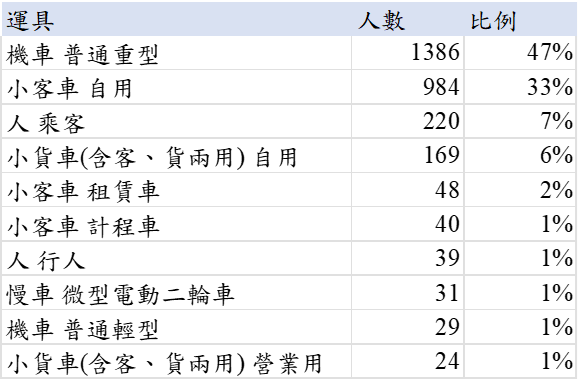 運具 人數 比例
機車 普通重型 1386 47%
小客車 自用 984 33%
人 乘客 220 7%
小貨車(含客、貨兩用) 自用 169 6%
小客車 租賃車 48 2%
小客車 計程車 40 1%
人 行人 39 1%
慢車 微型電動二輪車 31 1%
機車 普通輕型 29 1%
小貨車(含客、貨兩用) 營業用 24 1%